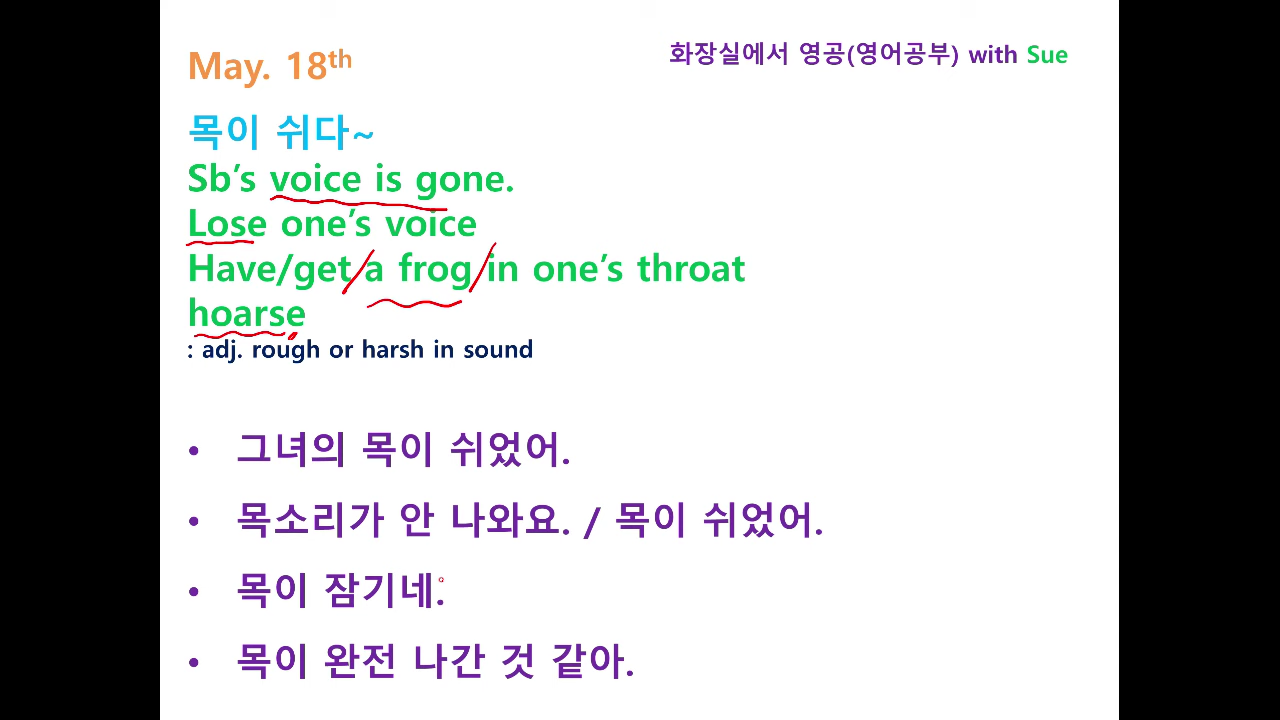 May. 18th
화장실에서 영공(영어공부) with Sue
목이 쉬다~
Sb's voice is gone.
Lose one's voice
Have/get a frog in one's throat
hoarse
: adj. rough or harsh in sound
• 그녀의 목이 쉬었어.
• 목소리가 안 나와요. / 목이 쉬었어.
• 목이 잠기네.
• 목이 완전 나간 것 같아.